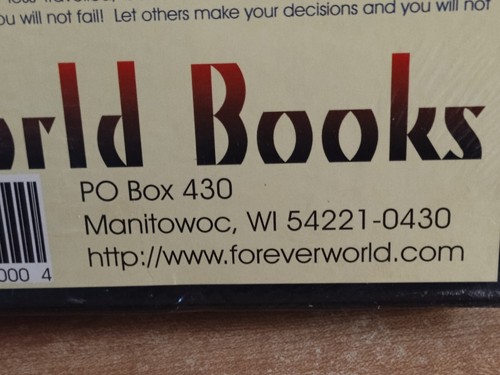 ou will not fail! Let others make your decisions and you will not
orld Books
PO Box 430
Manitowoc, WI 54221-0430
http://www.foreverworld.com
000 4